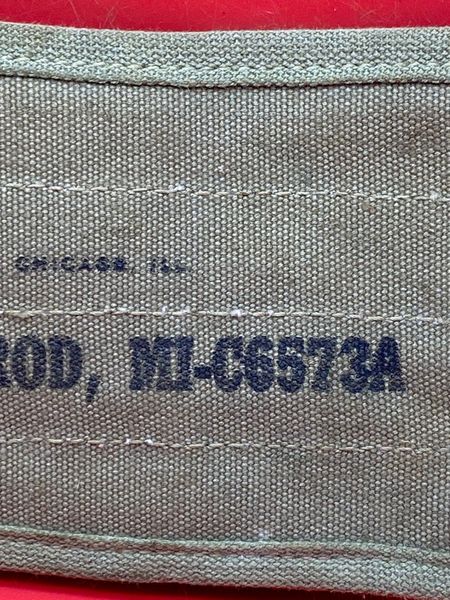 CHICAGO, ILL.
ROD, MI-C6573A